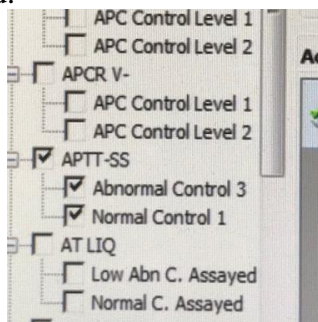 APC Control Level 1
APC Control Level 2
APCR V-
APC Control Level 1
APC Control Level 2
APTT-SS
Abnormal Control 3
Normal Control 1
AT LIQ
Low Abn C. Assayed
Normal C. Assayed